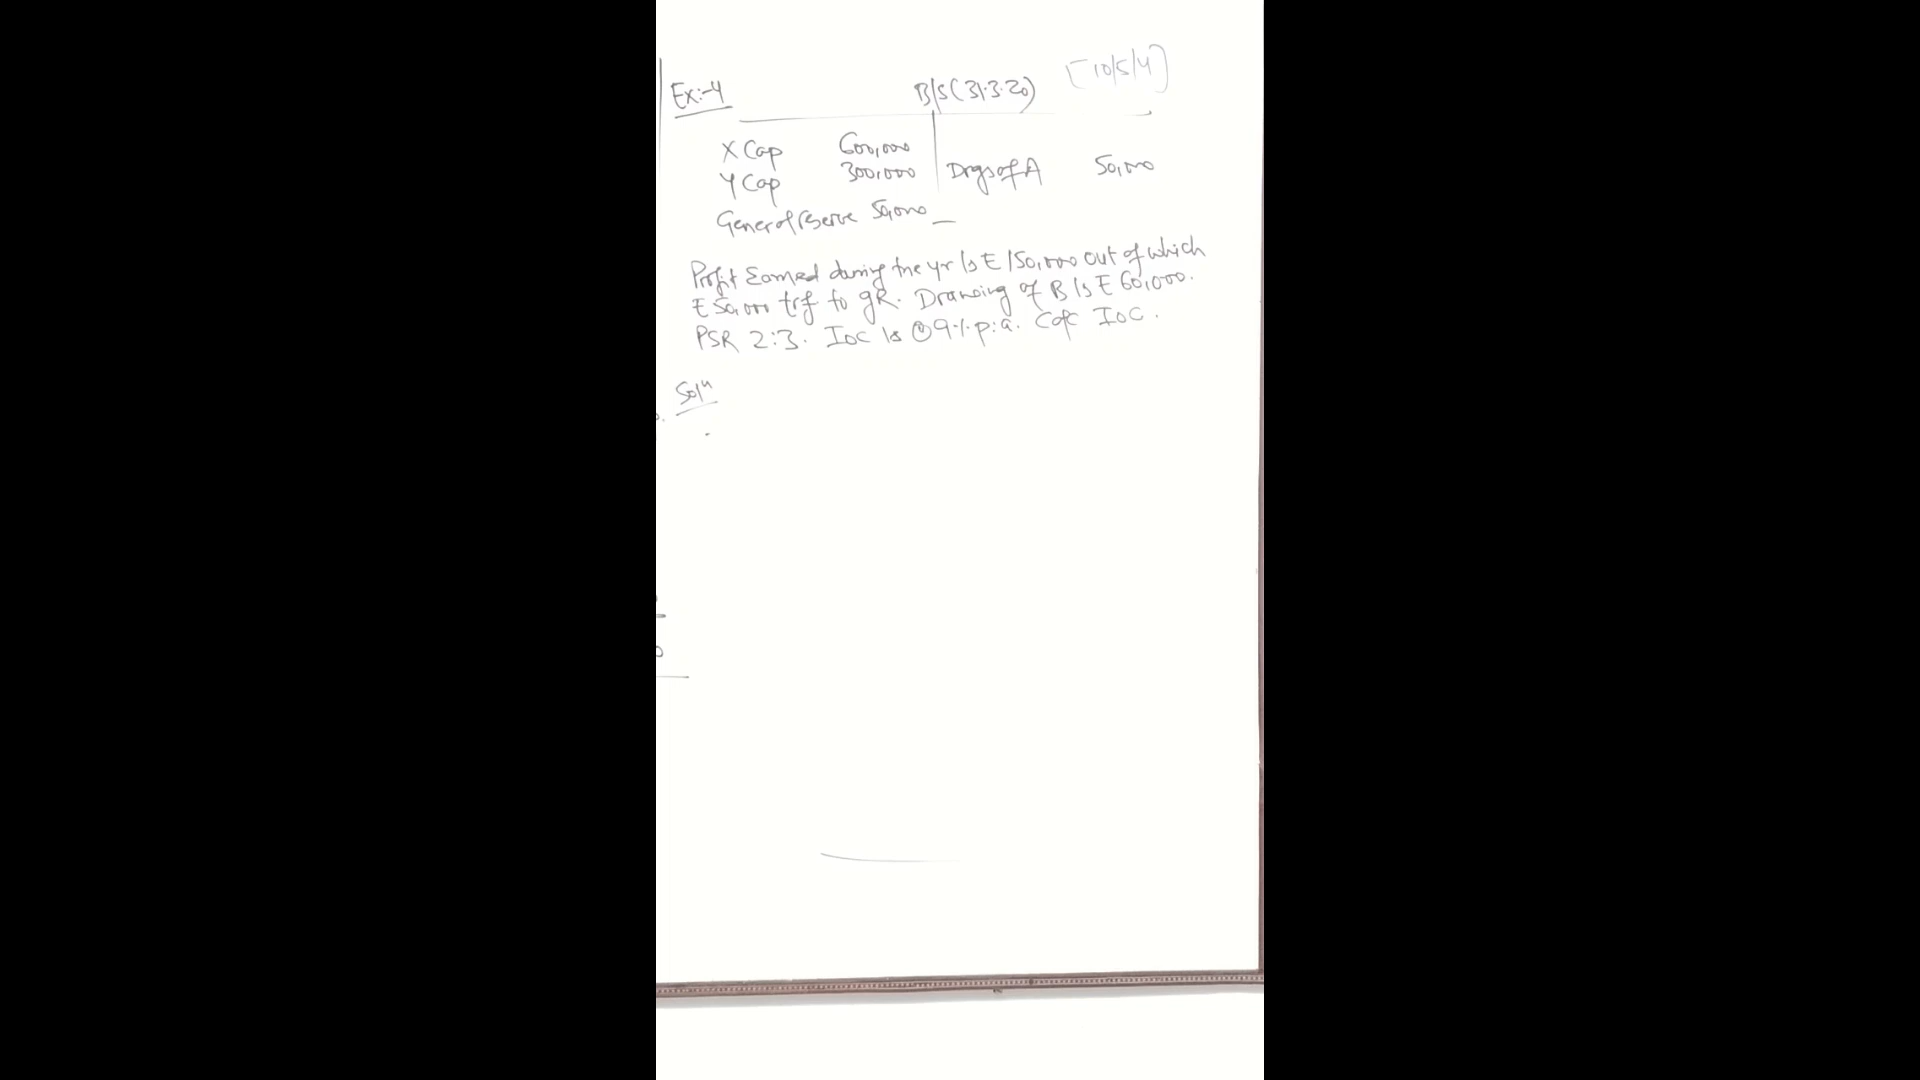 [10/5/4]
Ex:-4 B/S (31.3.20)
X Cap 600,000
Y Cap 300,000 Drgs of A 50,000
General reserve 50,000
Profit Earned during the yr is ₹ 150,000 out of which
₹ 50,000 trf to gR. Drawing of B is ₹ 60,000.
PSR 2:3. IOC is @ 9% p.a. Calc IOC.
Solⁿ